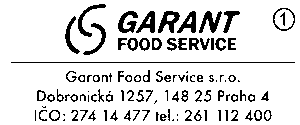 GARANT
FOOD SERVICE
1
Garant Food Service s.r.o.
Dobronická 1257, 148 25 Praha 4
IČO: 274 14 477 tel.: 261 112 400